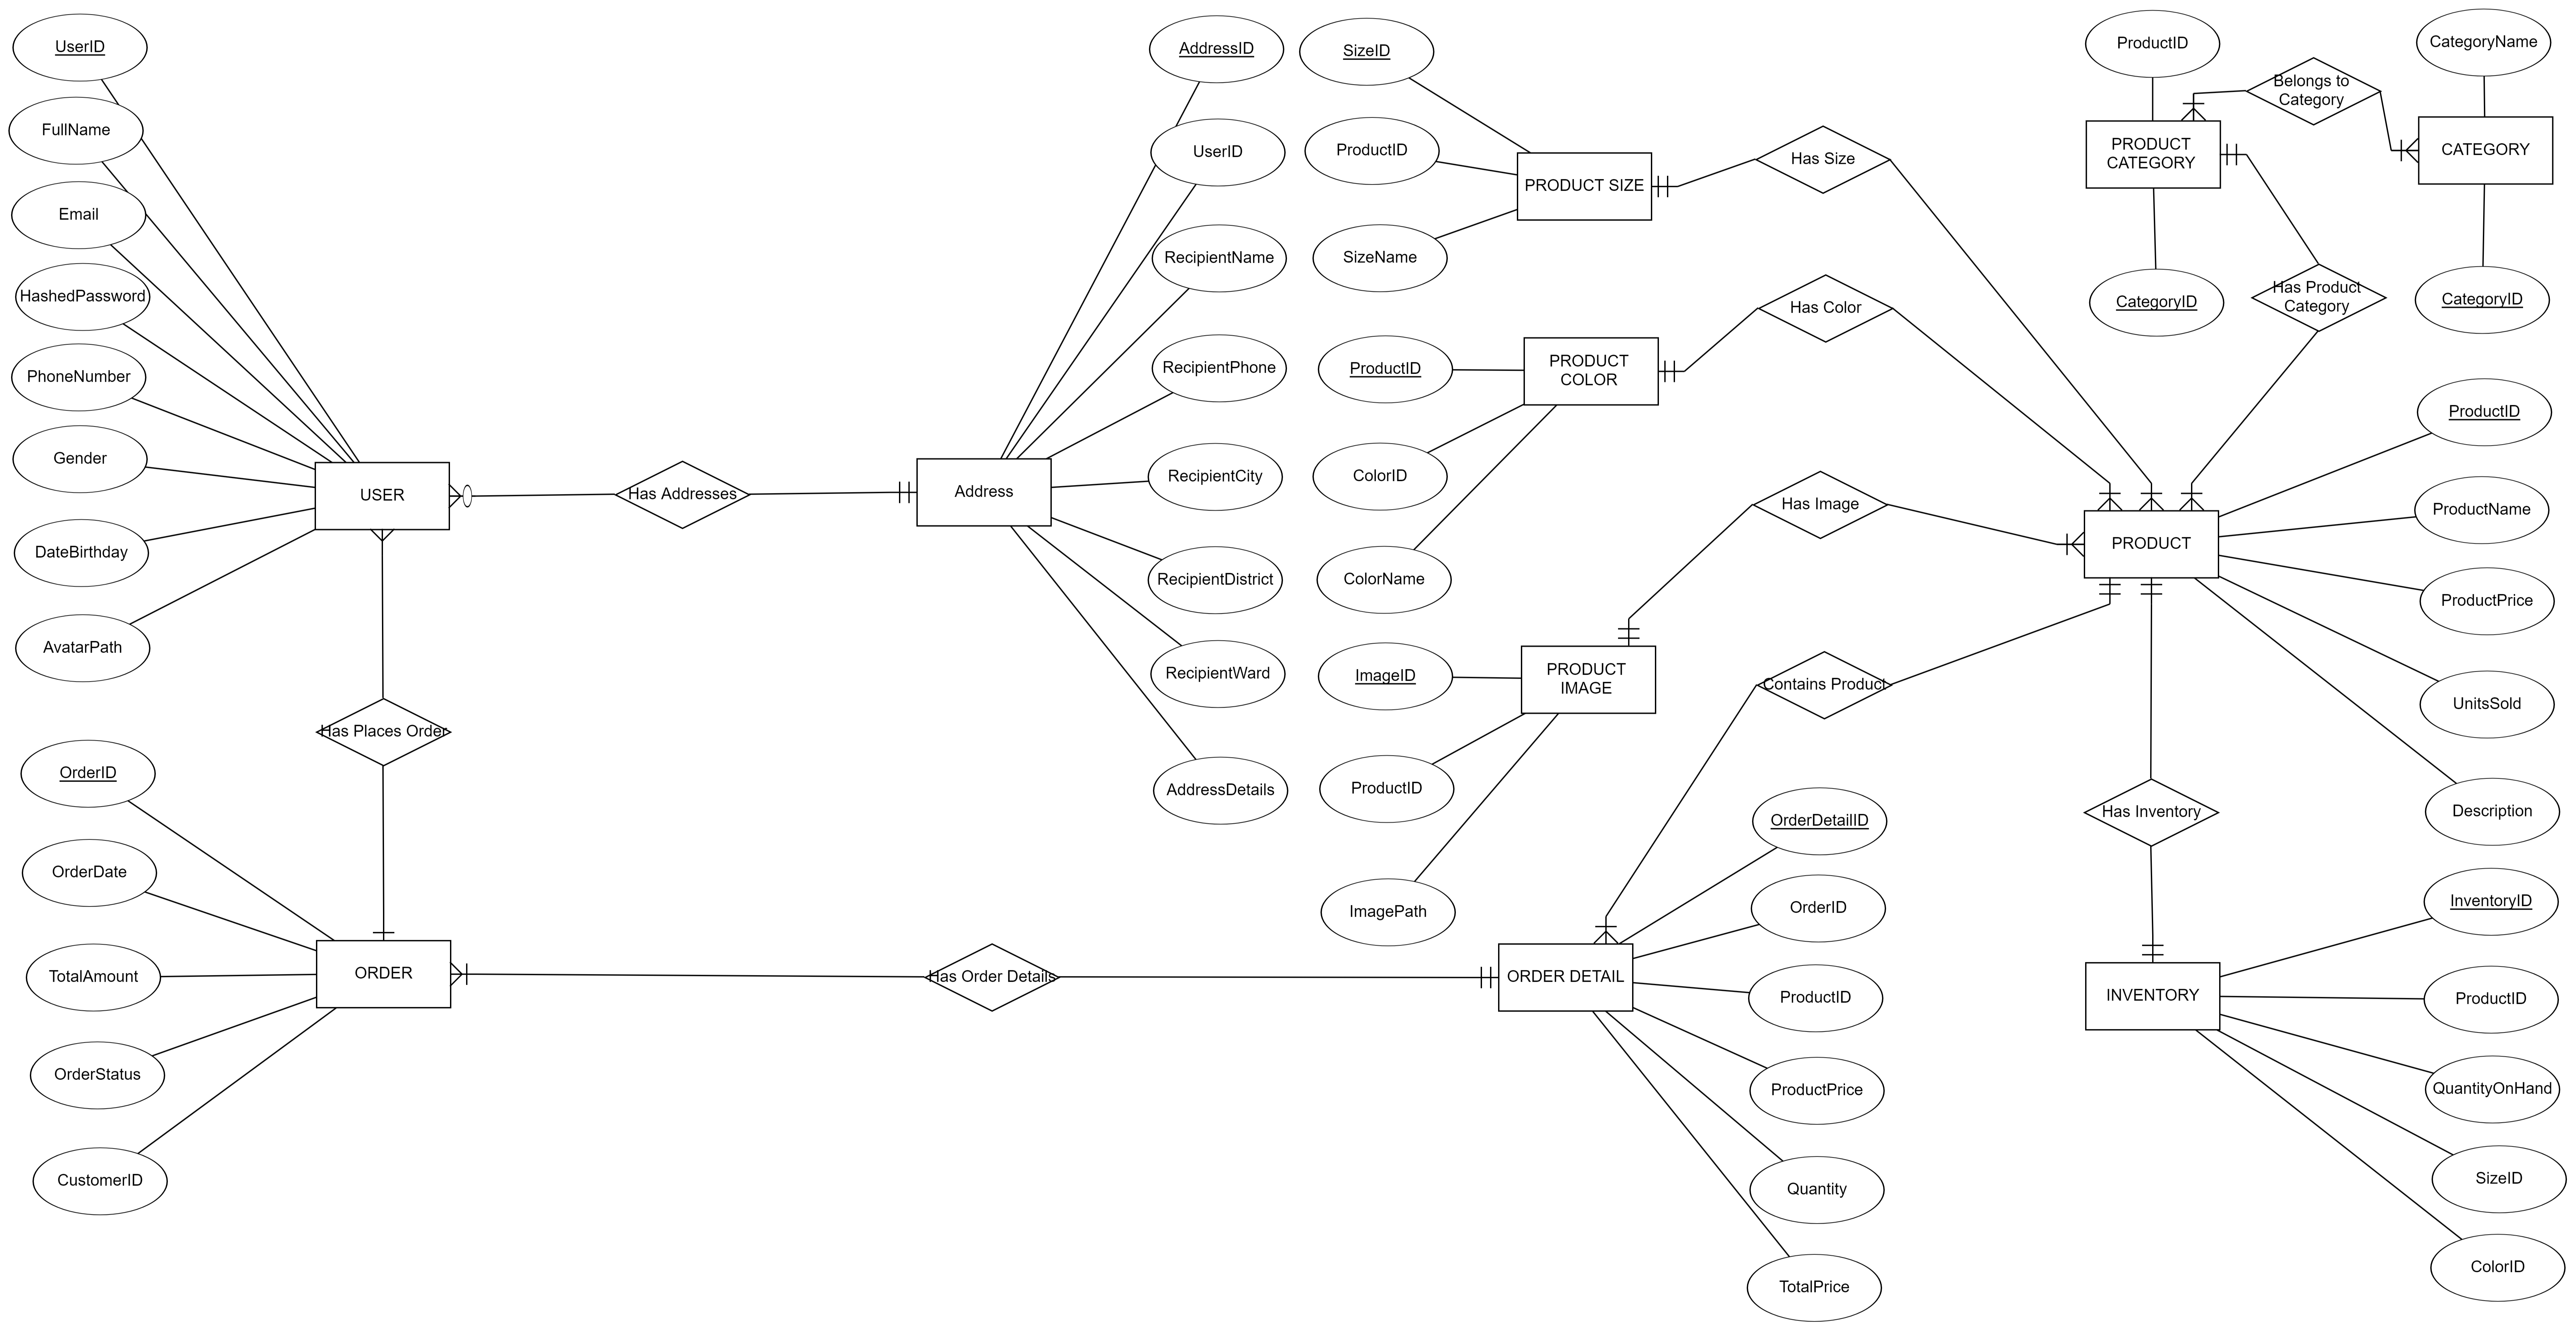 UserID
FullName
Email
HashedPassword
PhoneNumber
Gender
DateBirthday
AvatarPath
USER
Has Addresses
Address
AddressID
UserID
RecipientName
RecipientPhone
RecipientCity
RecipientDistrict
RecipientWard
AddressDetails
Has Places Order
OrderID
OrderDate
TotalAmount
OrderStatus
CustomerID
ORDER
Has Order Details
ORDER DETAIL
OrderDetailID
OrderID
ProductID
ProductPrice
Quantity
TotalPrice
SizeID
ProductID
SizeName
PRODUCT SIZE
Has Size
ProductID
ColorID
ColorName
PRODUCT
COLOR
Has Color
ImageID
ProductID
ImagePath
PRODUCT
IMAGE
Has Image
Contains Product
ProductID
PRODUCT
CATEGORY
CategoryID
Belongs to
Category
CategoryName
CATEGORY
CategoryID
Has Product
Category
PRODUCT
ProductID
ProductName
ProductPrice
UnitsSold
Description
Has Inventory
INVENTORY
InventoryID
ProductID
QuantityOnHand
SizeID
ColorID